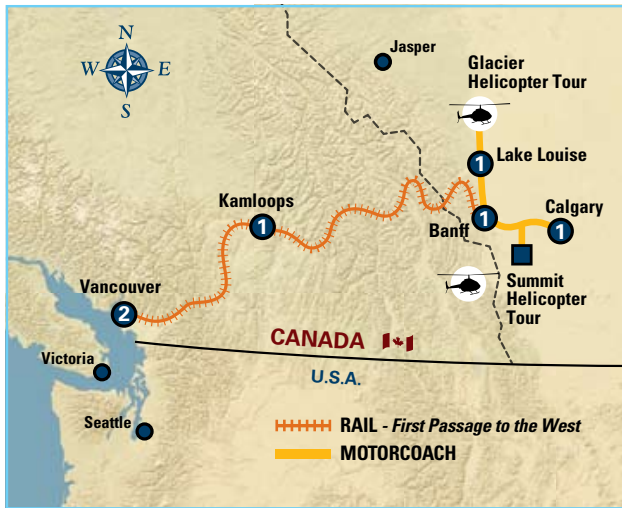 N
W
E
S
Jasper
Glacier
Helicopter Tour
1
Lake Louise
Kamloops
1
Calgary
1
Banff
1
Summit
Helicopter
Tour
Vancouver
2
CANADA
Victoria
U.S.A.
Seattle
RAIL - First Passage to the West
MOTORCOACH